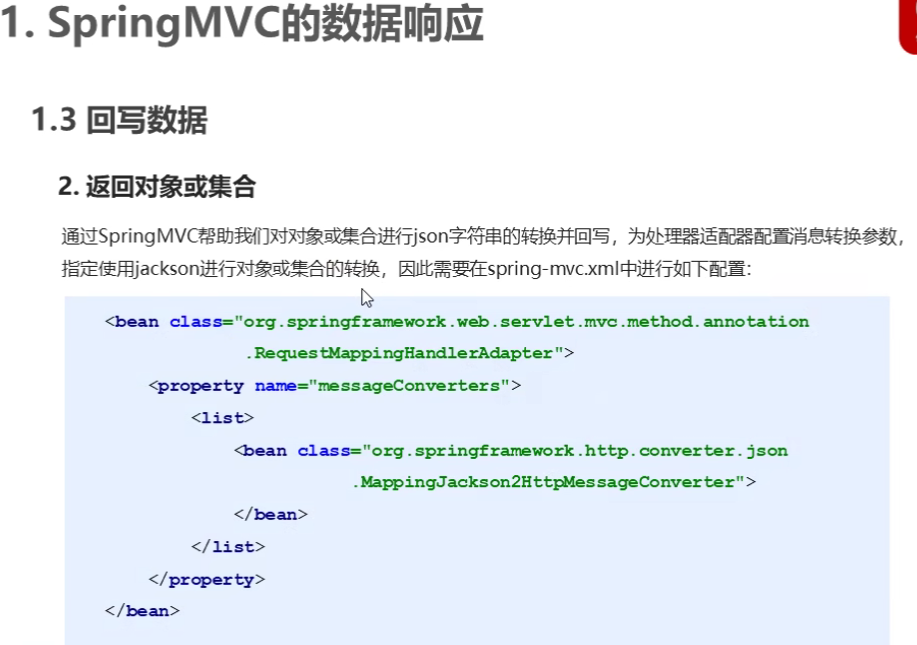 1. SpringMVC的数据响应
1.3 回写数据
2. 返回对象或集合
通过SpringMVC帮助我们对对象或集合进行json字符串的转换并回写，为处理器适配器配置消息转换参数，
指定使用jackson进行对象或集合的转换，因此需要在spring-mvc.xml中进行如下配置：
<bean class="org.springframework.web.servlet.mvc.method.annotation
.RequestMappingHandlerAdapter">
<property name="messageConverters">
<list>
<bean class="org.springframework.http.converter.json
.MappingJackson2HttpMessageConverter">
</bean>
</list>
</property>
</bean>